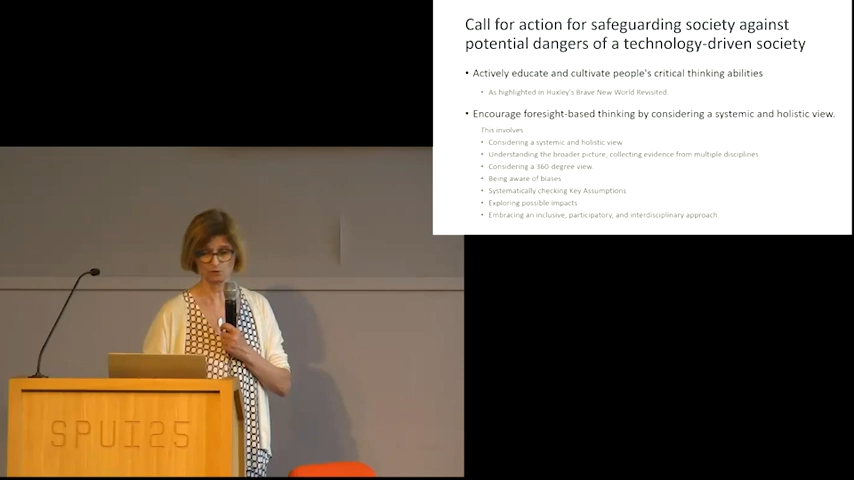 Call for action for safeguarding society against
potential dangers of a technology-driven society
• Actively educate and cultivate people's critical thinking abilities
• As highlighted in Huxley's Brave New World Revisited.
• Encourage foresight-based thinking by considering a systemic and holistic view.
This involves
• Considering a systemic and holistic view
• Understanding the broader picture, collecting evidence from multiple disciplines
• Considering a 360-degree view.
• Being aware of biases
• Systematically checking Key Assumptions
• Exploring possible impacts
• Embracing an inclusive, participatory, and interdisciplinary approach
SPUI25